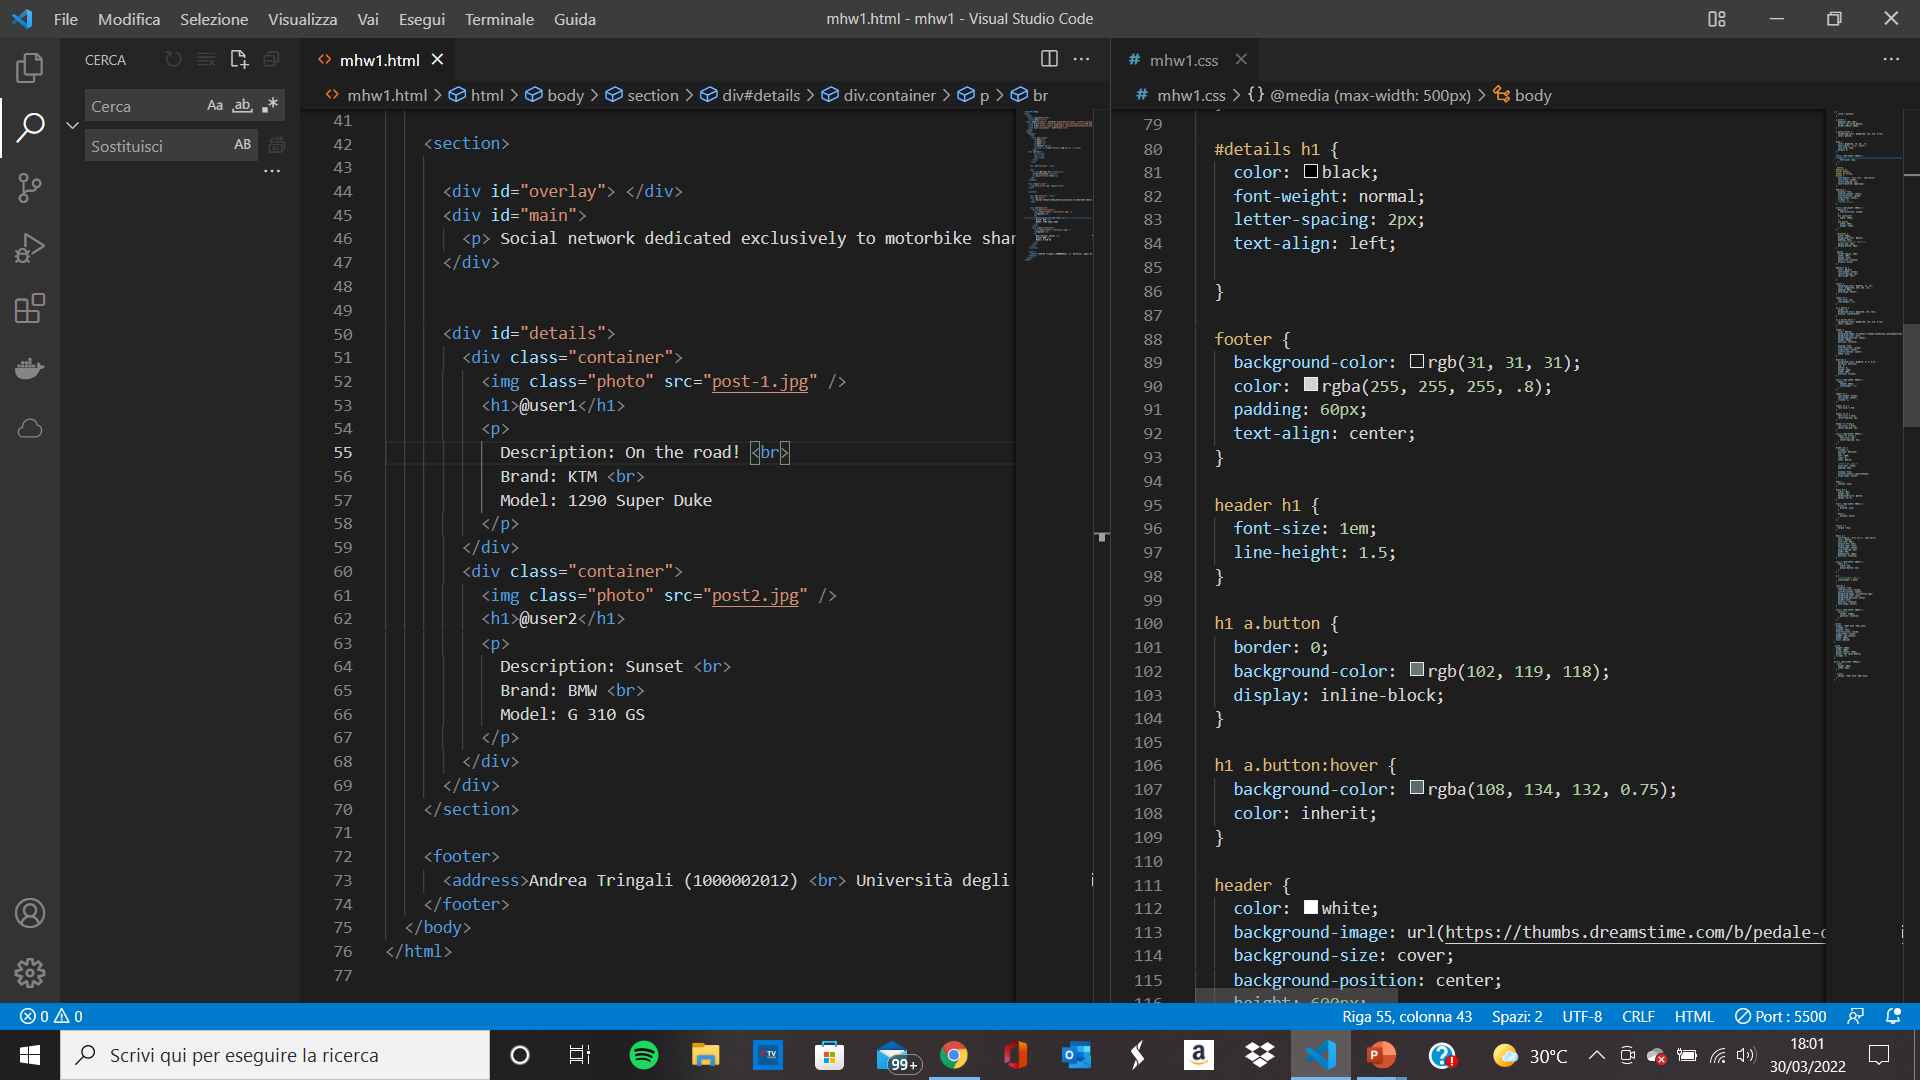 File Modifica Selezione Visualizza Vai Esegui Terminale Guida
mhw1.html - mhw1 - Visual Studio Code
CERCA
Cerca Aa ab
Sostituisci AB
mhw1.html
mhw1.html > html > body > section > div#details > div.container > p > br
41
42 <section>
43
44 <div id="overlay"> </div>
45 <div id="main">
46 <p> Social network dedicated exclusively to motorbike shar
47 </div>
48
49
50 <div id="details">
51 <div class="container">
52 <img class="photo" src="post-1.jpg" />
53 <h1>@user1</h1>
54 <p>
55 Description: On the road! <br>
56 Brand: KTM <br>
57 Model: 1290 Super Duke
58 </p>
59 </div>
60 <div class="container">
61 <img class="photo" src="post2.jpg" />
62 <h1>@user2</h1>
63 <p>
64 Description: Sunset <br>
65 Brand: BMW <br>
66 Model: G 310 GS
67 </p>
68 </div>
69 </div>
70 </section>
71
72 <footer>
73 <address>Andrea Tringali (1000002012) <br> Università degli
74 </footer>
75 </body>
76 </html>
77
# mhw1.css
# mhw1.css > {} @media (max-width: 500px) > body
79
80 #details h1 {
81 color: black;
82 font-weight: normal;
83 letter-spacing: 2px;
84 text-align: left;
85
86 }
87
88 footer {
89 background-color: rgb(31, 31, 31);
90 color: rgba(255, 255, 255, .8);
91 padding: 60px;
92 text-align: center;
93 }
94
95 header h1 {
96 font-size: 1em;
97 line-height: 1.5;
98 }
99
100 h1 a.button {
101 border: 0;
102 background-color: rgb(102, 119, 118);
103 display: inline-block;
104 }
105
106 h1 a.button:hover {
107 background-color: rgba(108, 134, 132, 0.75);
108 color: inherit;
109 }
110
111 header {
112 color: white;
113 background-image: url(https://thumbs.dreamstime.com/b/pedale-
114 background-size: cover;
115 background-position: center;
116 height: 600px;
0 0
Riga 55, colonna 43 Spazi: 2 UTF-8 CRLF HTML Port : 5500
Scrivi qui per eseguire la ricerca
TV
99+
30°C
18:01
30/03/2022